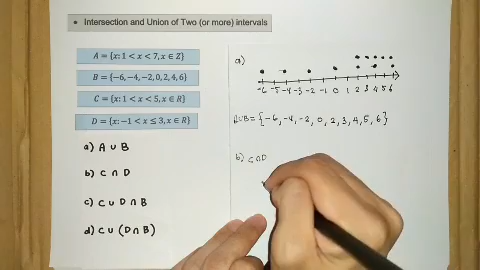 • Intersection and Union of Two (or more) intervals
A = {x: 1 < x < 7, x ∈ Z}
B = {−6, −4, −2, 0, 2, 4, 6}
C = {x: 1 < x < 5, x ∈ R}
D = {x: −1 < x ≤ 3, x ∈ R}
a) A ∪ B
b) C ∩ D
c) C ∪ D ∩ B
d) C ∪ (D ∩ B)
a)
-6 -5 -4 -3 -2 -1 0 1 2 3 4 5 6
A∪B = {-6, -4, -2, 0, 2, 3, 4, 5, 6}
b) C∩D